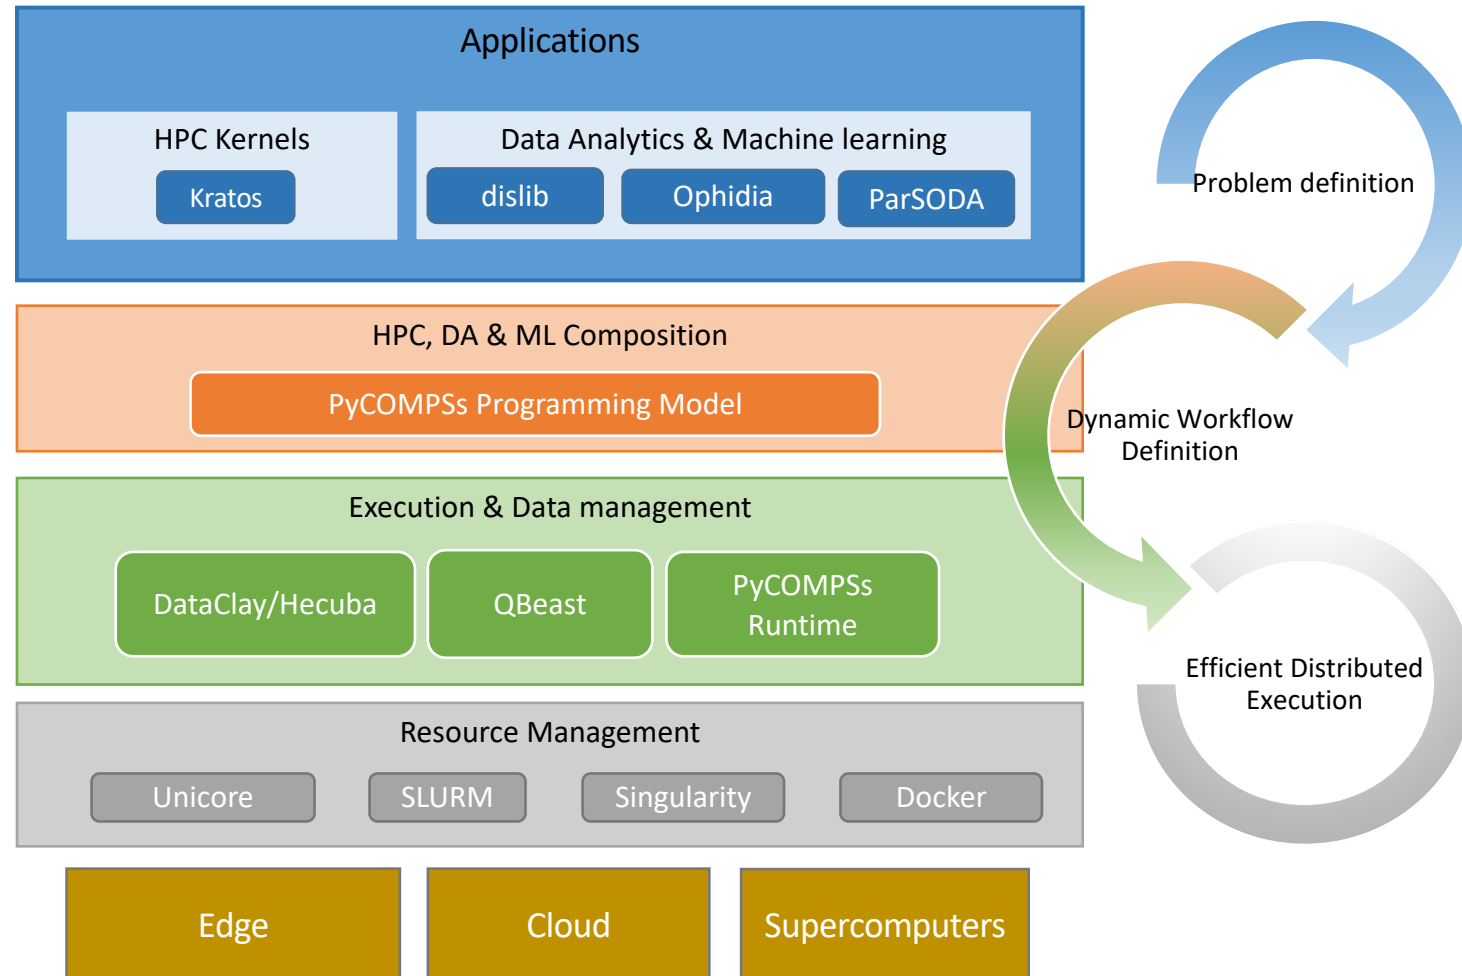 Applications
HPC Kernels
Kratos
Data Analytics & Machine learning
dislib
Ophidia
ParSODA
Problem definition
HPC, DA & ML Composition
PyCOMPSs Programming Model
Dynamic Workflow
Definition
Execution & Data management
DataClay/Hecuba
QBeast
PyCOMPSs
Runtime
Efficient Distributed
Execution
Resource Management
Unicore
SLURM
Singularity
Docker
Edge
Cloud
Supercomputers